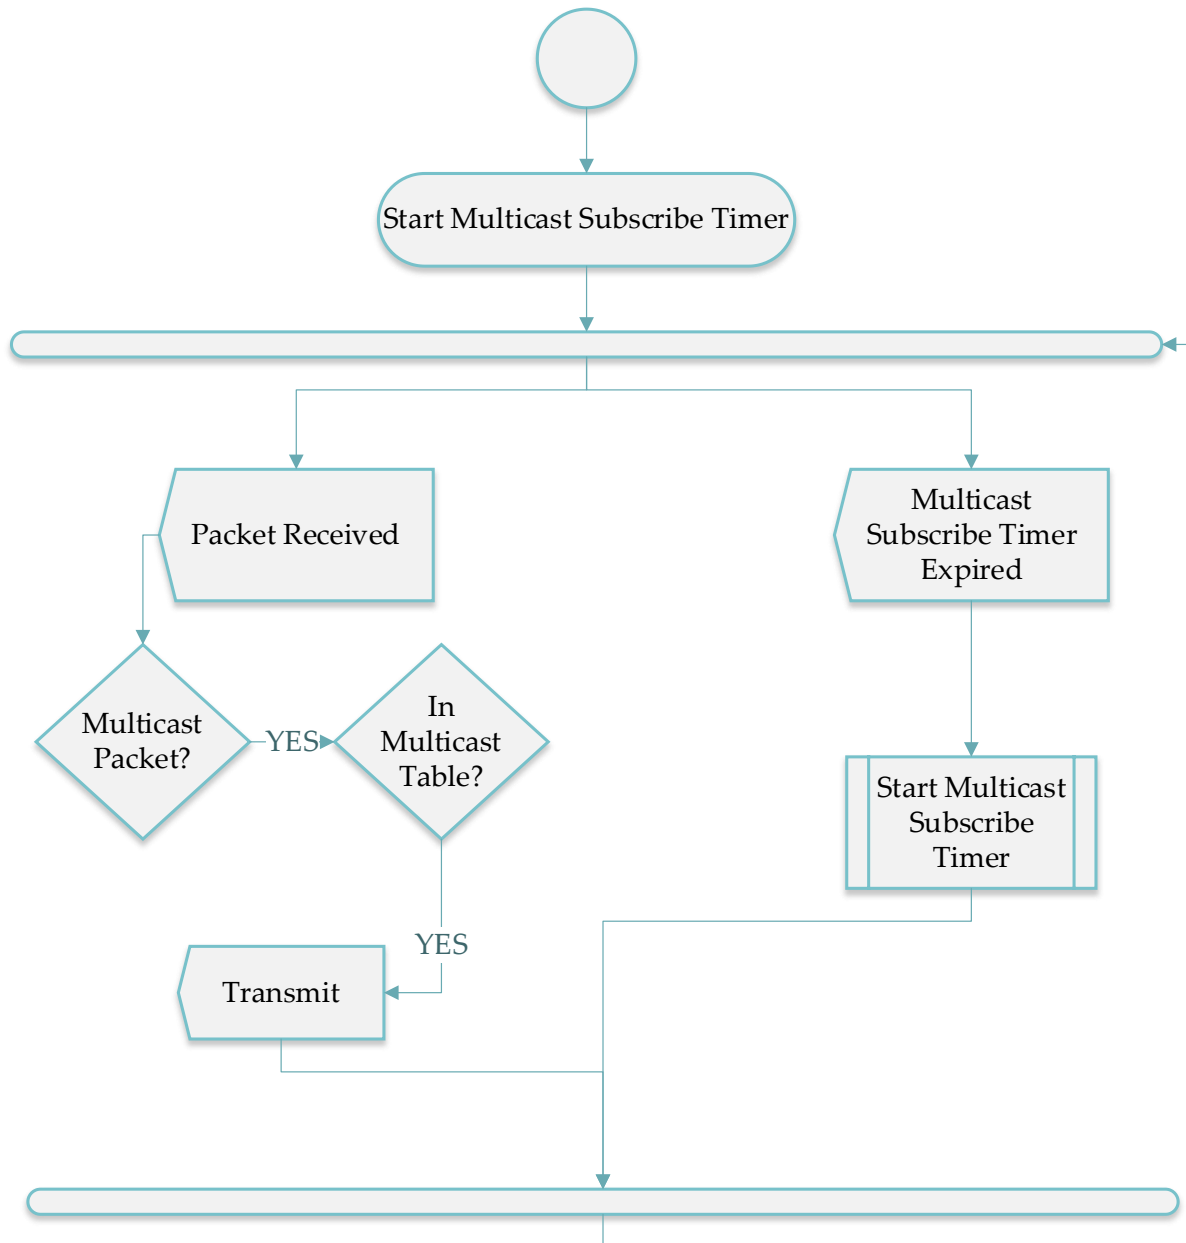 Start Multicast Subscribe Timer
Packet Received
Multicast
Subscribe Timer
Expired
Multicast
Packet?
YES
In
Multicast
Table?
Start Multicast
Subscribe
Timer
YES
Transmit